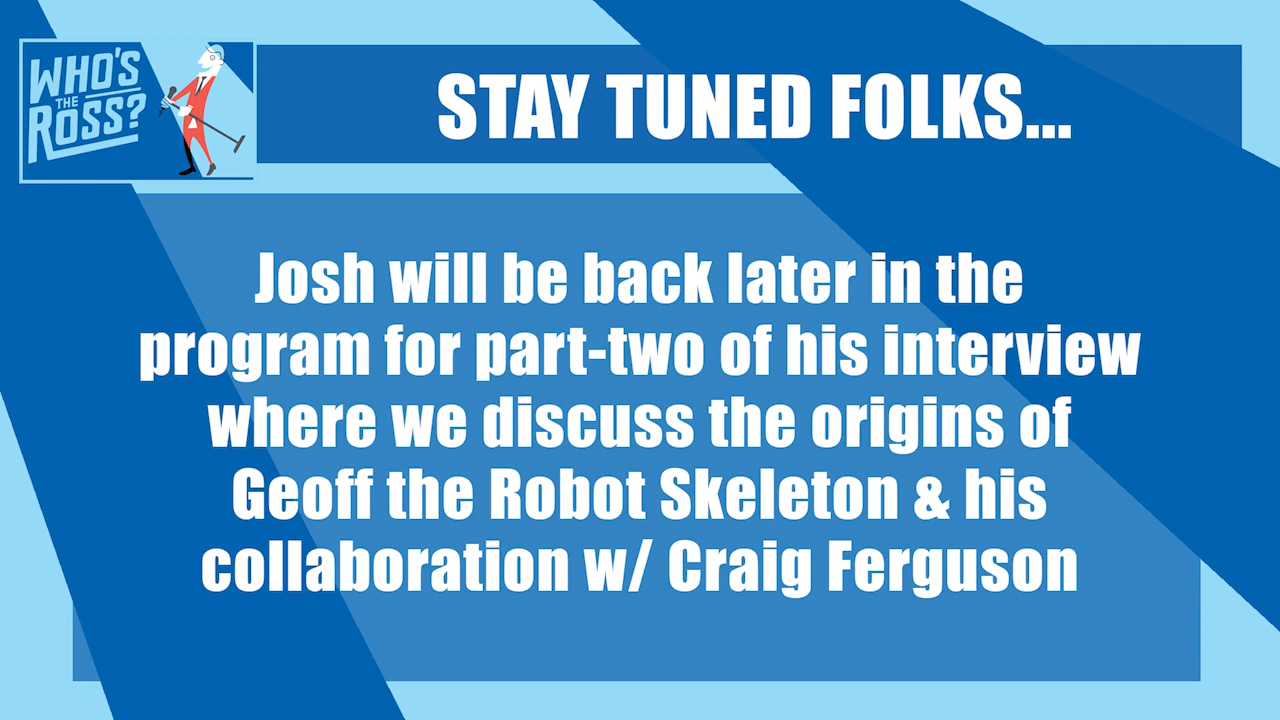 WHO'S
THE
ROSS?
STAY TUNED FOLKS...
Josh will be back later in the
program for part-two of his interview
where we discuss the origins of
Geoff the Robot Skeleton & his
collaboration w/ Craig Ferguson